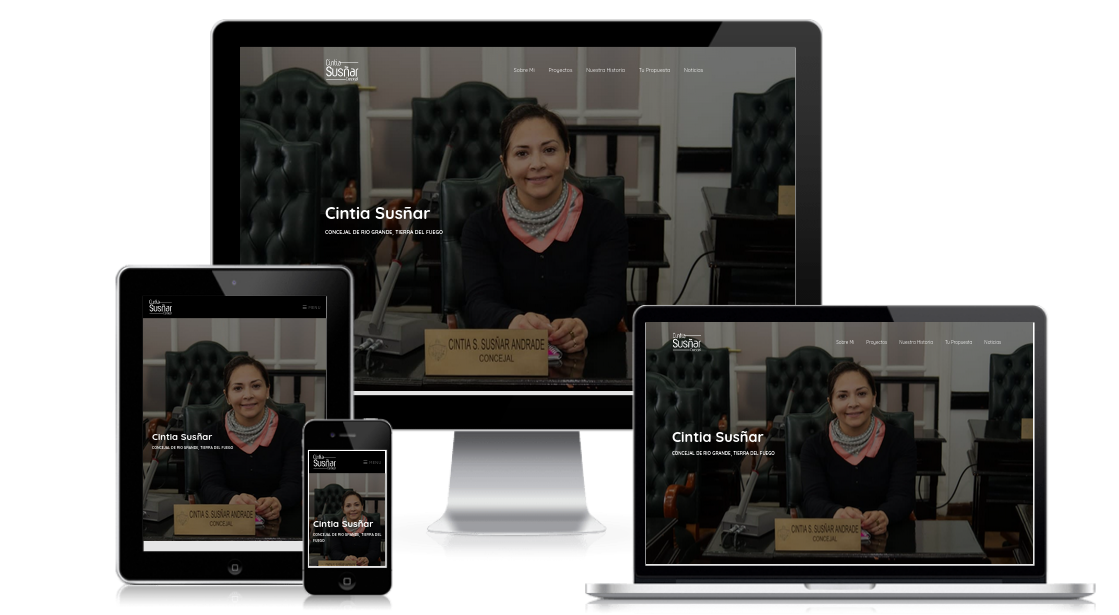 Cintia
Susñar
Concejal
Sobre Mi Proyectos Nuestra Historia Tu Propuesta Noticias
Cintia Susñar
CONCEJAL DE RIO GRANDE, TIERRA DEL FUEGO
CINTIA S. SUSÑAR ANDRADE
CONCEJAL
Cintia
Susñar
MENU
Cintia Susñar
CONCEJAL DE RIO GRANDE, TIERRA DEL FUEGO
CINTIA S. SUSÑAR ANDRADE
CONCEJAL
Cintia
Susñar
MENU
Cintia Susñar
CONCEJAL DE RIO GRANDE, TIERRA DEL
FUEGO
Cintia
Susñar
Sobre Mi Proyectos Nuestra Historia Tu Propuesta Noticias
Cintia Susñar
CONCEJAL DE RIO GRANDE, TIERRA DEL FUEGO
CINTIA S. SUSÑAR ANDRADE
CONCEJAL